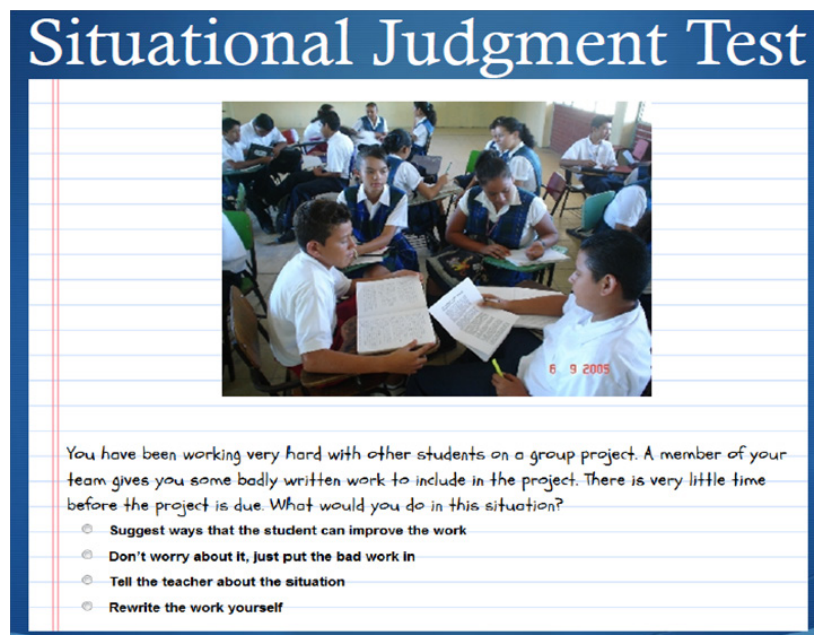 Situational Judgment Test
6 9 2005
You have been working very hard with other students on a group project. A member of your
team gives you some badly written work to include in the project. There is very little time
before the project is due. What would you do in this situation?
Suggest ways that the student can improve the work
Don't worry about it, just put the bad work in
Tell the teacher about the situation
Rewrite the work yourself